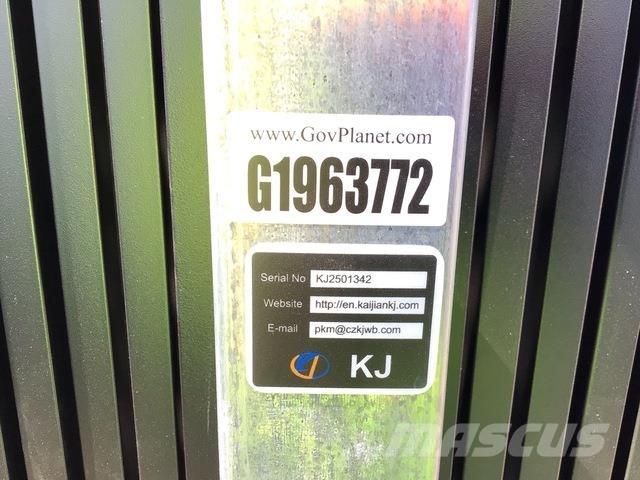 www.GovPlanet.com
G1963772
Serial No KJ2501342
Website http://en.kaijiankj.com
E-mail pkm@czkjwb.com
KJ
MASCUS